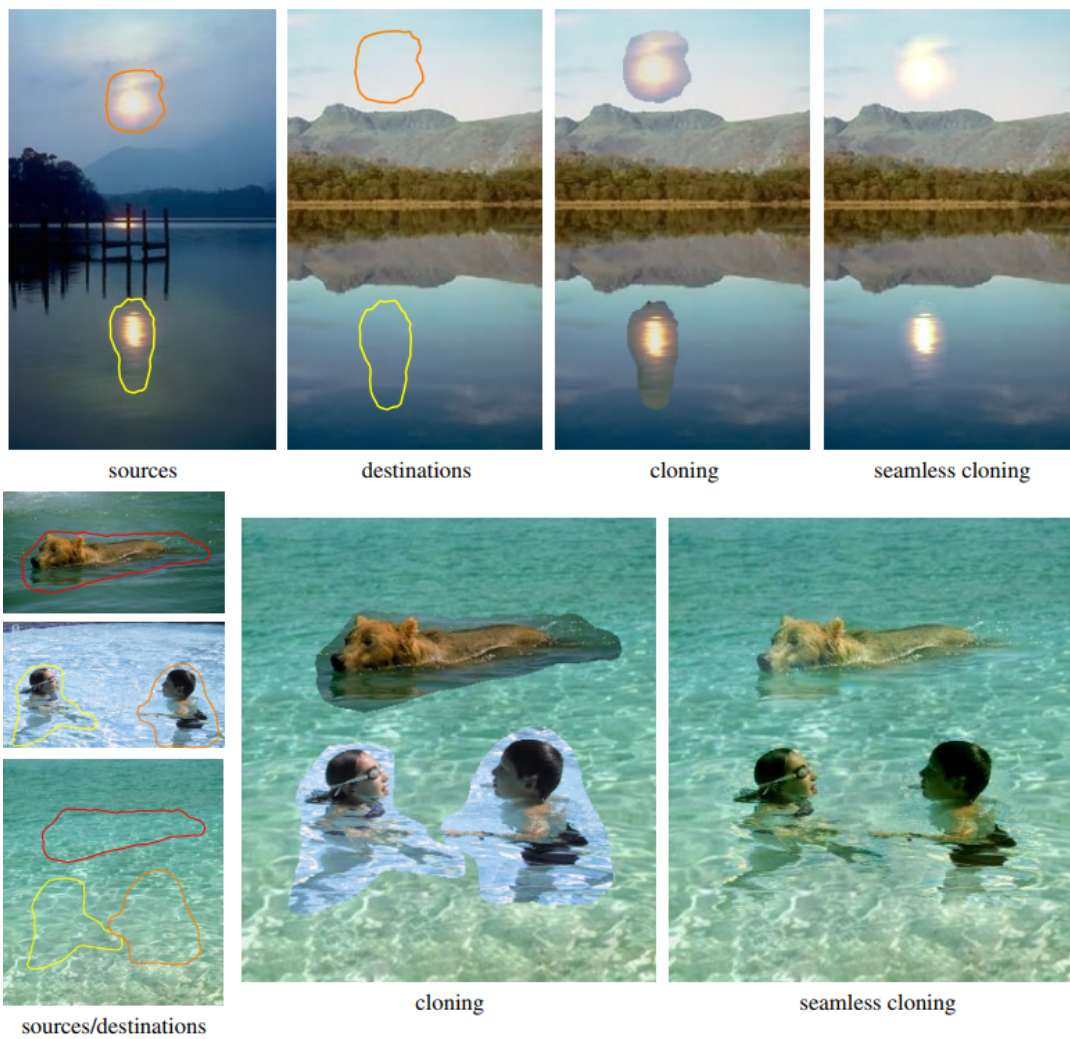 sources
destinations
cloning
seamless cloning
cloning
seamless cloning
sources/destinations